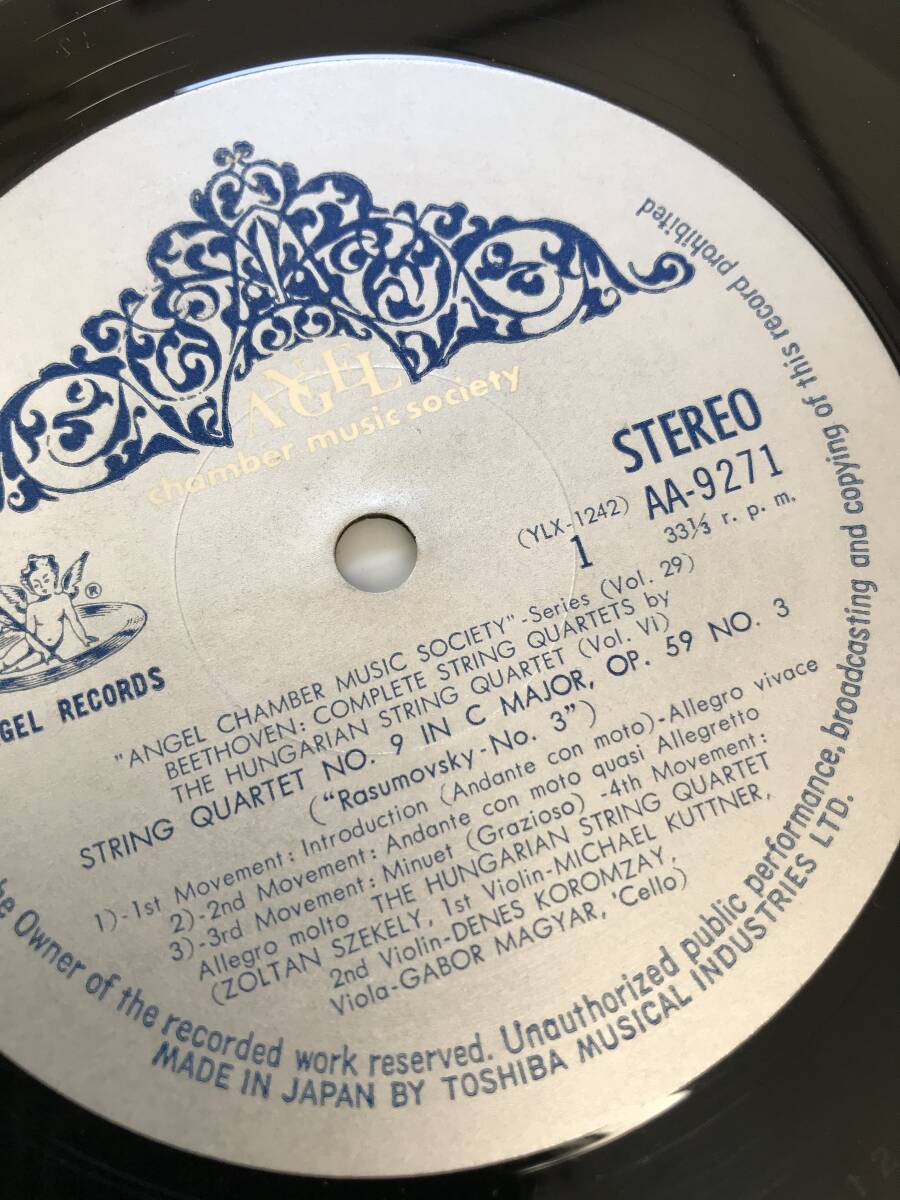 ANGEL
chamber music society
STEREO
AA-9271
(YLX-1242)
1
33⅓ r. p. m.
®
GEL RECORDS
"ANGEL CHAMBER MUSIC SOCIETY"-Series (Vol. 29)
BEETHOVEN: COMPLETE STRING QUARTETS by
THE HUNGARIAN STRING QUARTET (Vol. Vi)
STRING QUARTET NO. 9 IN C MAJOR, OP. 59 NO. 3
("Rasumovsky-No. 3")
1)-1st Movement: Introduction (Andante con moto)-Allegro vivace
2)-2nd Movement: Andante con moto quasi Allegretto
3)-3rd Movement: Minuet (Grazioso) -4th Movement:
Allegro molto THE HUNGARIAN STRING QUARTET
(ZOLTAN SZEKELY, 1st Violin-MICHAEL KUTTNER,
2nd Violin-DENES KOROMZAY,
Viola-GABOR MAGYAR, 'Cello)
he Owner of the recorded work reserved. Unauthorized public performance, broadcasting and copying of this record prohibited
MADE IN JAPAN BY TOSHIBA MUSICAL INDUSTRIES LTD.